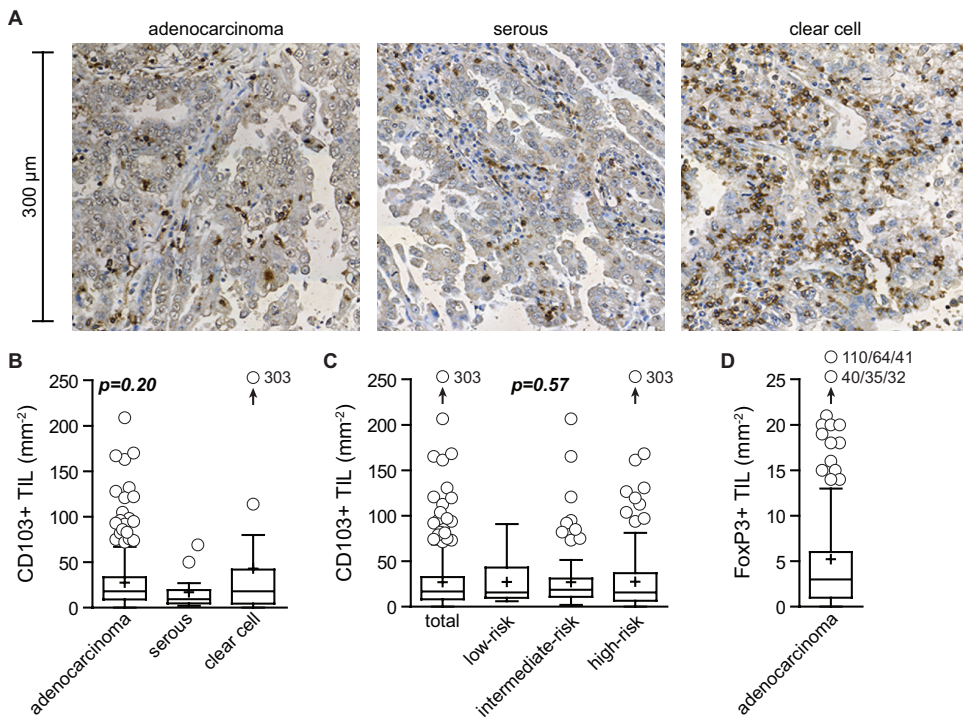 A
adenocarcinoma
serous
clear cell
300 µm
B
p=0.20
303
250
200
150
100
50
0
CD103+ TIL (mm⁻²)
adenocarcinoma
serous
clear cell
C
303
p=0.57
303
250
200
150
100
50
0
CD103+ TIL (mm⁻²)
total
low-risk
intermediate-risk
high-risk
D
110/64/41
40/35/32
25
20
15
10
5
0
FoxP3+ TIL (mm⁻²)
adenocarcinoma